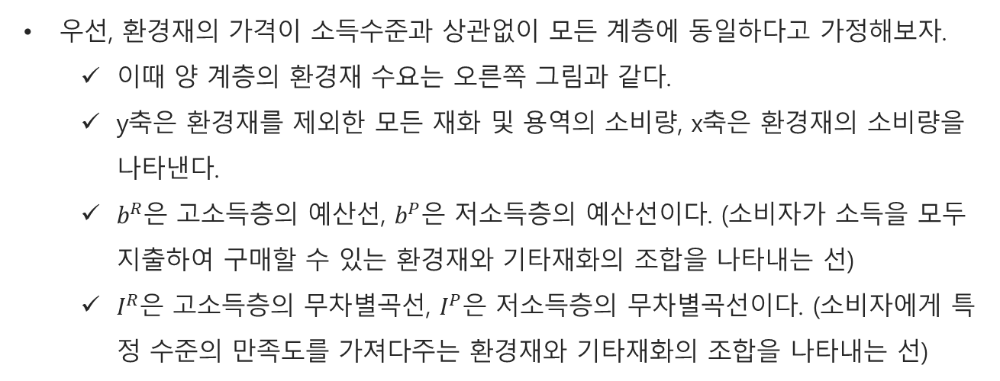 • 우선, 환경재의 가격이 소득수준과 상관없이 모든 계층에 동일하다고 가정해보자.
✓ 이때 양 계층의 환경재 수요는 오른쪽 그림과 같다.
✓ y축은 환경재를 제외한 모든 재화 및 용역의 소비량, x축은 환경재의 소비량을
나타낸다.
✓ b^R은 고소득층의 예산선, b^P은 저소득층의 예산선이다. (소비자가 소득을 모두
지출하여 구매할 수 있는 환경재와 기타재화의 조합을 나타내는 선)
✓ I^R은 고소득층의 무차별곡선, I^P은 저소득층의 무차별곡선이다. (소비자에게 특
정 수준의 만족도를 가져다주는 환경재와 기타재화의 조합을 나타내는 선)